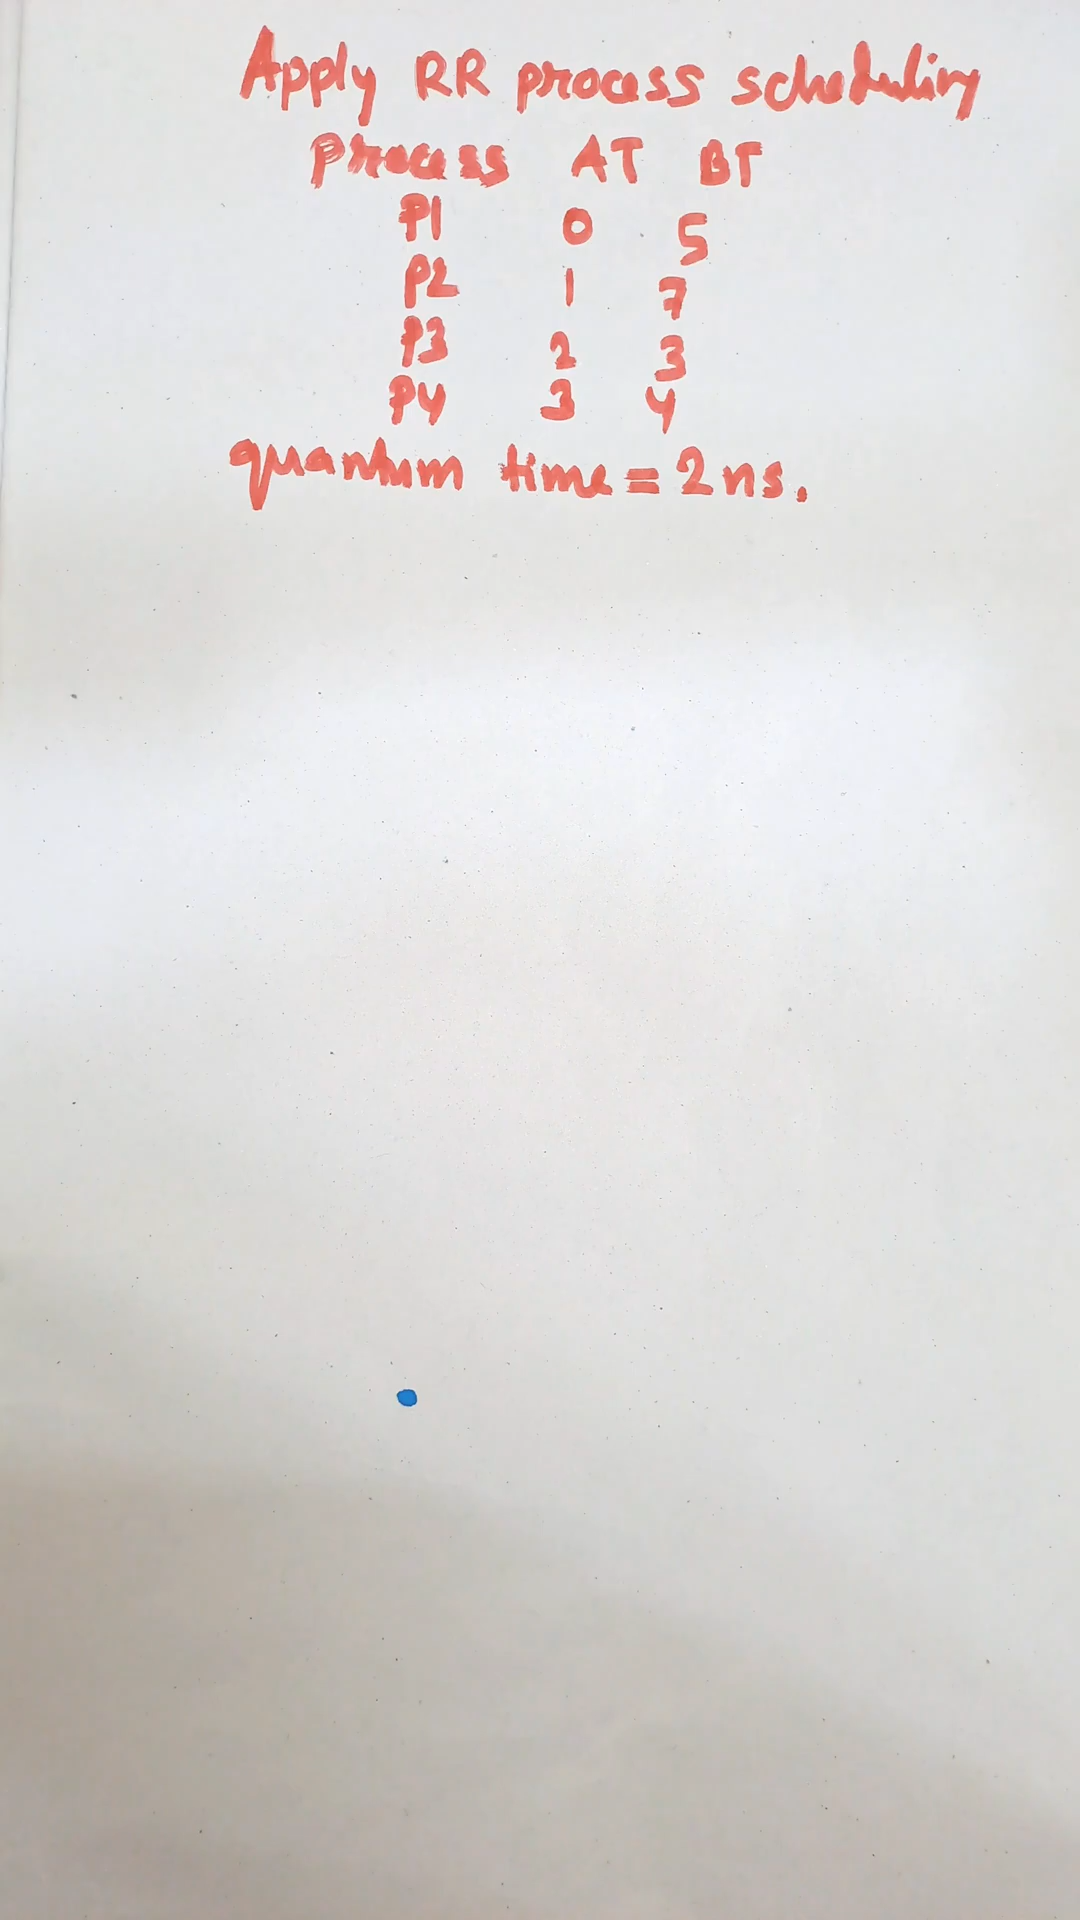 Apply RR process scheduling
process AT BT
P1 0 5
P2 1 7
P3 2 3
P4 3 4
quantum time = 2ns.